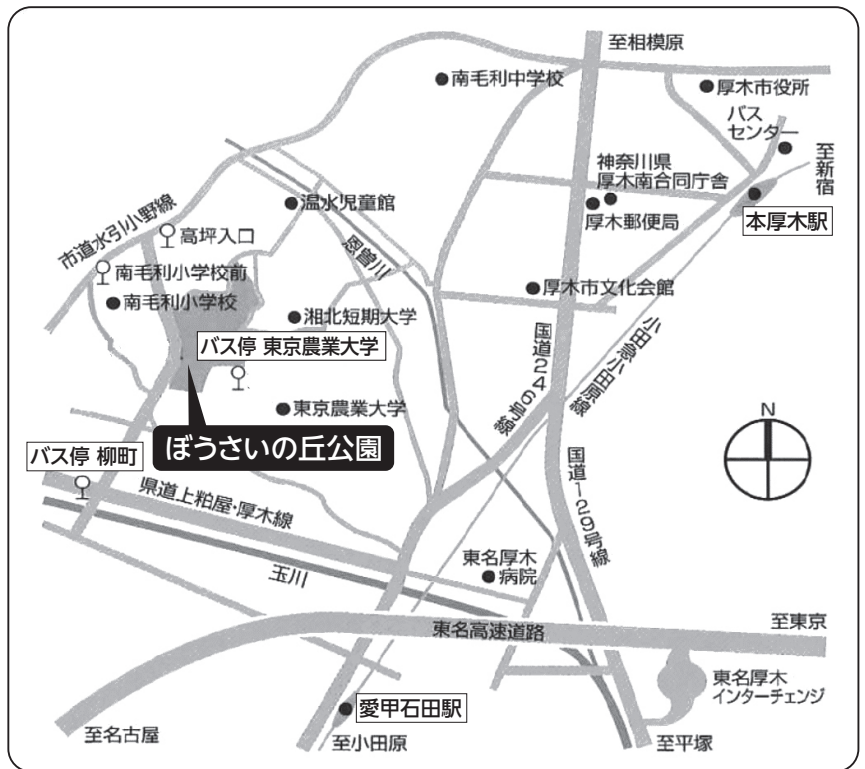 至相模原
南毛利中学校
厚木市役所
バス
センター
至新宿
神奈川県
厚木南合同庁舎
厚木郵便局
本厚木駅
温水児童館
恩曽川
市道水引小野線
高坪入口
南毛利小学校前
南毛利小学校
厚木市文化会館
湘北短期大学
バス停 東京農業大学
国道246号線
小田急小田原線
東京農業大学
N
ぼうさいの丘公園
バス停 柳町
国道129号線
県道上粕屋・厚木線
玉川
東名厚木
病院
東名高速道路
至東京
東名厚木
インターチェンジ
愛甲石田駅
至名古屋
至小田原
至平塚